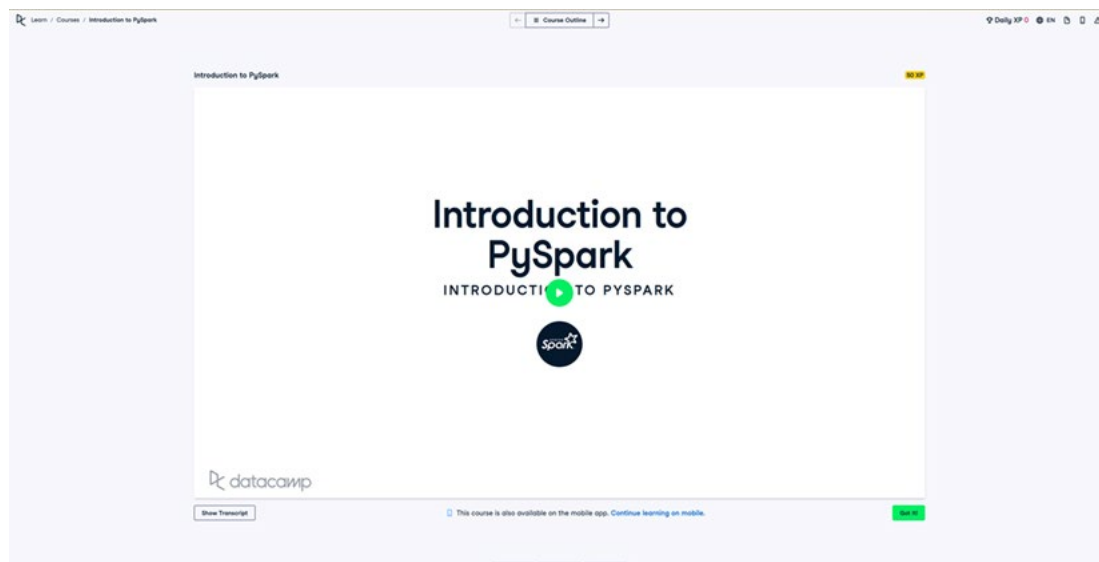 Learn / Courses / Introduction to PySpark
Course Outline
Daily XP 0
EN
Introduction to PySpark
50 XP
Introduction to
PySpark
INTRODUCTION TO PYSPARK
Spark
datacamp
Show Transcript
This course is also available on the mobile app. Continue learning on mobile.
Got It!